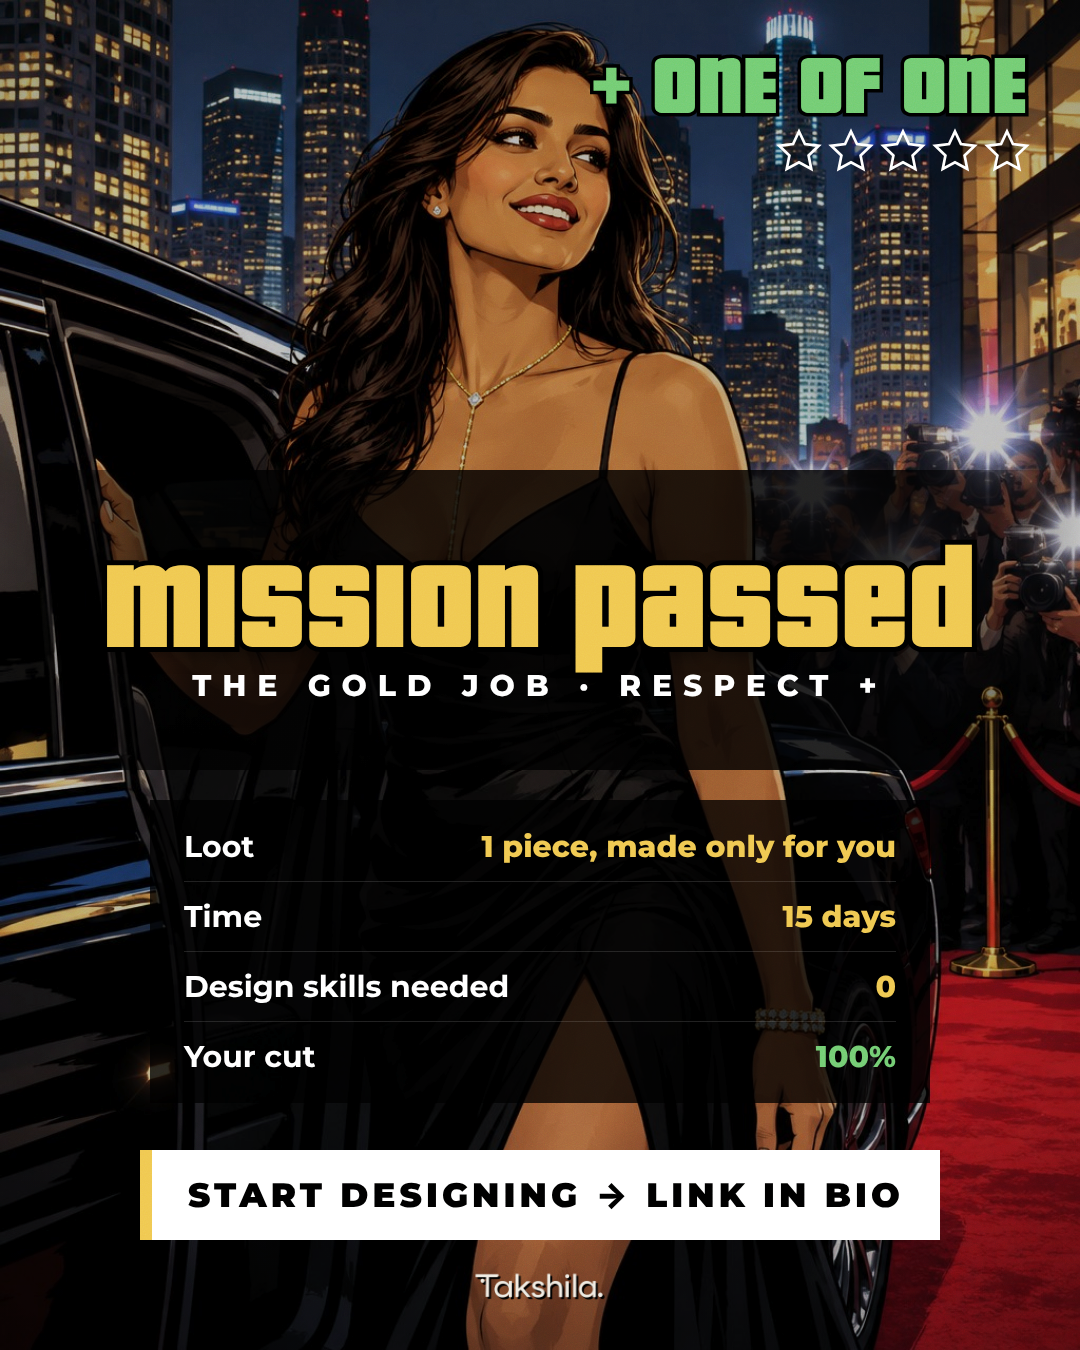 + ONE OF ONE
mission passed
THE GOLD JOB · RESPECT +
Loot 1 piece, made only for you
Time 15 days
Design skills needed 0
Your cut 100%
START DESIGNING → LINK IN BIO
Takshila.